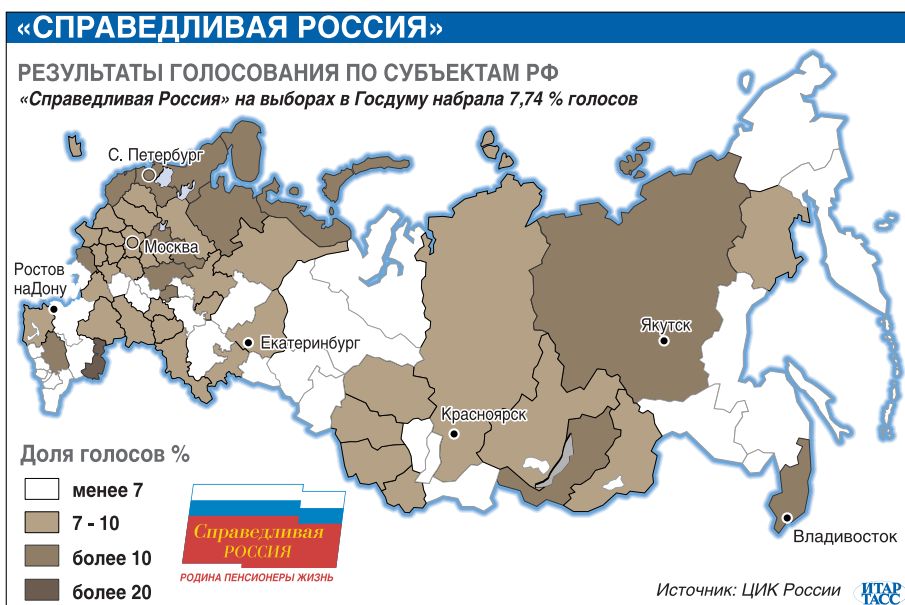 «СПРАВЕДЛИВАЯ РОССИЯ»
РЕЗУЛЬТАТЫ ГОЛОСОВАНИЯ ПО СУБЪЕКТАМ РФ
«Справедливая Россия» на выборах в Госдуму набрала 7,74 % голосов
С. Петербург
Москва
Ростов
наДону
Екатеринбург
Якутск
Красноярск
Владивосток
Доля голосов %
менее 7
7 - 10
более 10
более 20
Справедливая
РОССИЯ
РОДИНА ПЕНСИОНЕРЫ ЖИЗНЬ
Источник: ЦИК России
ИТАР
ТАСС